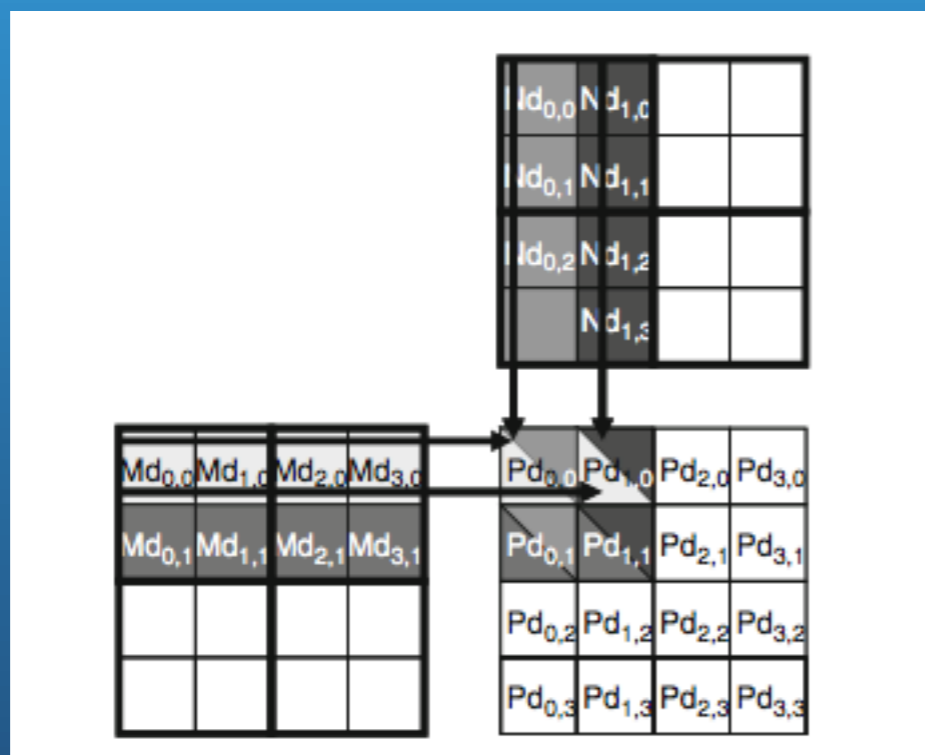 Nd0,0 Nd1,0
Nd0,1 Nd1,1
Nd0,2 Nd1,2
Nd1,3
Md0,0 Md1,0 Md2,0 Md3,0 Pd0,0 Pd1,0 Pd2,0 Pd3,0
Md0,1 Md1,1 Md2,1 Md3,1 Pd0,1 Pd1,1 Pd2,1 Pd3,1
Pd0,2 Pd1,2 Pd2,2 Pd3,2
Pd0,3 Pd1,3 Pd2,3 Pd3,3